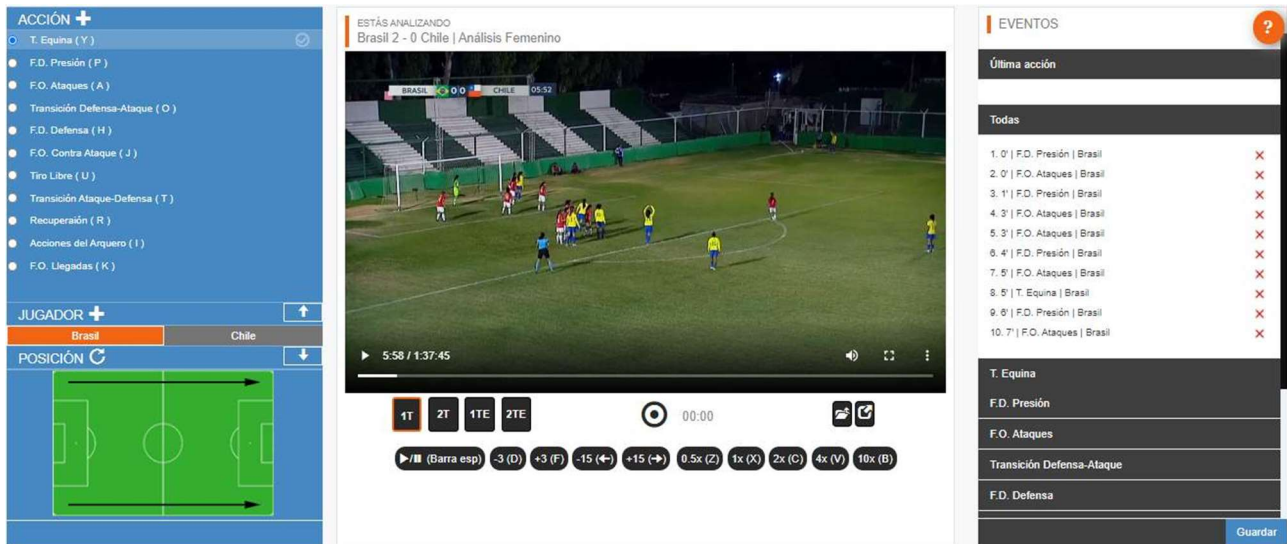 ACCIÓN
T. Equina ( Y )
F.D. Presión ( P )
F.O. Ataques ( A )
Transición Defensa-Ataque ( O )
F.D. Defensa ( H )
F.O. Contra Ataque ( J )
Tiro Libre ( U )
Transición Ataque-Defensa ( T )
Recuperaión ( R )
Acciones del Arquero ( I )
F.O. Llegadas ( K )
JUGADOR
Brasil
Chile
POSICIÓN
ESTÁS ANALIZANDO
Brasil 2 - 0 Chile | Análisis Femenino
BRASIL 0 0 CHILE 05:52
5:58 / 1:37:45
1T 2T 1TE 2TE 00:00
(Barra esp) -3 (D) +3 (F) -15 (←) +15 (→) 0.5x (Z) 1x (X) 2x (C) 4x (V) 10x (B)
EVENTOS
?
Última acción
Todas
1. 0' | F.D. Presión | Brasil
2. 0' | F.O. Ataques | Brasil
3. 1' | F.D. Presión | Brasil
4. 3' | F.O. Ataques | Brasil
5. 3' | F.O. Ataques | Brasil
6. 4' | F.D. Presión | Brasil
7. 5' | F.O. Ataques | Brasil
8. 5' | T. Equina | Brasil
9. 6' | F.D. Presión | Brasil
10. 7' | F.O. Ataques | Brasil
T. Equina
F.D. Presión
F.O. Ataques
Transición Defensa-Ataque
F.D. Defensa
Guardar